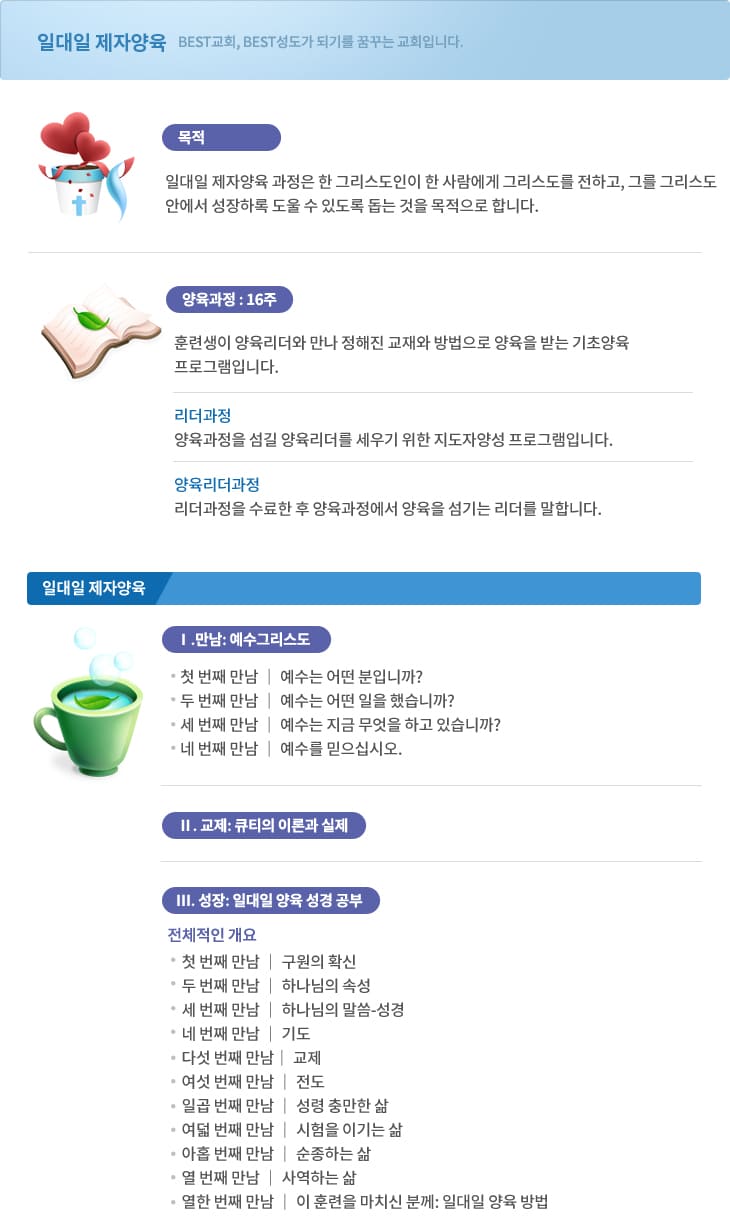 일대일 제자양육 BEST교회, BEST성도가 되기를 꿈꾸는 교회입니다.
목적
일대일 제자양육 과정은 한 그리스도인이 한 사람에게 그리스도를 전하고, 그를 그리스도
안에서 성장하록 도울 수 있도록 돕는 것을 목적으로 합니다.
양육과정 : 16주
훈련생이 양육리더와 만나 정해진 교재와 방법으로 양육을 받는 기초양육
프로그램입니다.
리더과정
양육과정을 섬길 양육리더를 세우기 위한 지도자양성 프로그램입니다.
양육리더과정
리더과정을 수료한 후 양육과정에서 양육을 섬기는 리더를 말합니다.
일대일 제자양육
Ⅰ.만남: 예수그리스도
첫 번째 만남 │ 예수는 어떤 분입니까?
두 번째 만남 │ 예수는 어떤 일을 했습니까?
세 번째 만남 │ 예수는 지금 무엇을 하고 있습니까?
네 번째 만남 │ 예수를 믿으십시오.
Ⅱ. 교제: 큐티의 이론과 실제
III. 성장: 일대일 양육 성경 공부
전체적인 개요
첫 번째 만남 │ 구원의 확신
두 번째 만남 │ 하나님의 속성
세 번째 만남 │ 하나님의 말씀-성경
네 번째 만남 │ 기도
다섯 번째 만남│ 교제
여섯 번째 만남 │ 전도
일곱 번째 만남 │ 성령 충만한 삶
여덟 번째 만남 │ 시험을 이기는 삶
아홉 번째 만남 │ 순종하는 삶
열 번째 만남 │ 사역하는 삶
열한 번째 만남 │ 이 훈련을 마치신 분께: 일대일 양육 방법